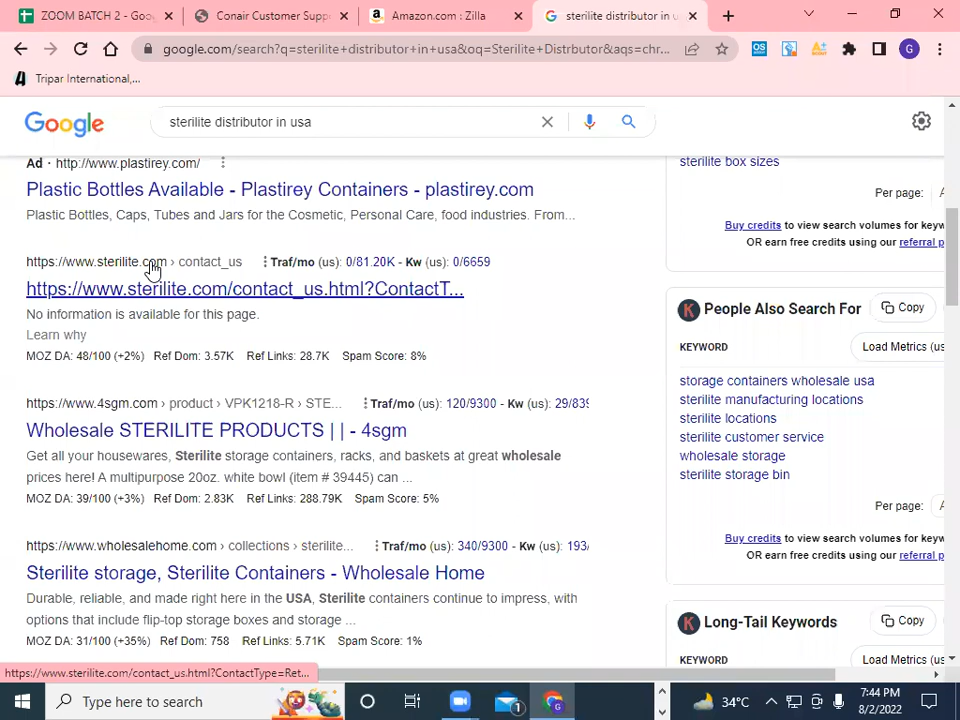 ZOOM BATCH 2 - Goo
Conair Customer Supp
Amazon.com : Zilla
sterilite distributor in u
google.com/search?q=sterilite+distributor+in+usa&oq=Sterilite+Distributor&aqs=chr...
OS
G
Tripar International,...
Google
sterilite distributor in usa
Ad · http://www.plastirey.com/
Plastic Bottles Available - Plastirey Containers - plastirey.com
Plastic Bottles, Caps, Tubes and Jars for the Cosmetic, Personal Care, food industries. From...
https://www.sterilite.com › contact_us
Traf/mo (us): 0/81.20K - Kw (us): 0/6659
https://www.sterilite.com/contact_us.html?ContactT...
No information is available for this page.
Learn why
MOZ DA: 48/100 (+2%) Ref Dom: 3.57K Ref Links: 28.7K Spam Score: 8%
https://www.4sgm.com › product › VPK1218-R › STE...
Traf/mo (us): 120/9300 - Kw (us): 29/839
Wholesale STERILITE PRODUCTS | | - 4sgm
Get all your housewares, Sterilite storage containers, racks, and baskets at great wholesale
prices here! A multipurpose 20oz. white bowl (item # 39445) can ...
MOZ DA: 39/100 (+3%) Ref Dom: 2.83K Ref Links: 288.79K Spam Score: 5%
https://www.wholesalehome.com › collections › sterilite...
Traf/mo (us): 340/9300 - Kw (us): 193/
Sterilite storage, Sterilite Containers - Wholesale Home
Durable, reliable, and made right here in the USA, Sterilite containers continue to impress, with
options that include flip-top storage boxes and storage ...
MOZ DA: 31/100 (+35%) Ref Dom: 758 Ref Links: 5.71K Spam Score: 1%
sterilite box sizes
Per page:
Buy credits to view search volumes for keyw
OR earn free credits using our referral p
K People Also Search For
Copy
KEYWORD
Load Metrics (us
storage containers wholesale usa
sterilite manufacturing locations
sterilite locations
sterilite customer service
wholesale storage
sterilite storage bin
Per page:
Buy credits to view search volumes for keyw
OR earn free credits using our referral p
K Long-Tail Keywords
Copy
KEYWORD
Load Metrics (us
https://www.sterilite.com/contact_us.html?ContactType=Ret...
Type here to search
1
34°C
7:44 PM
8/2/2022